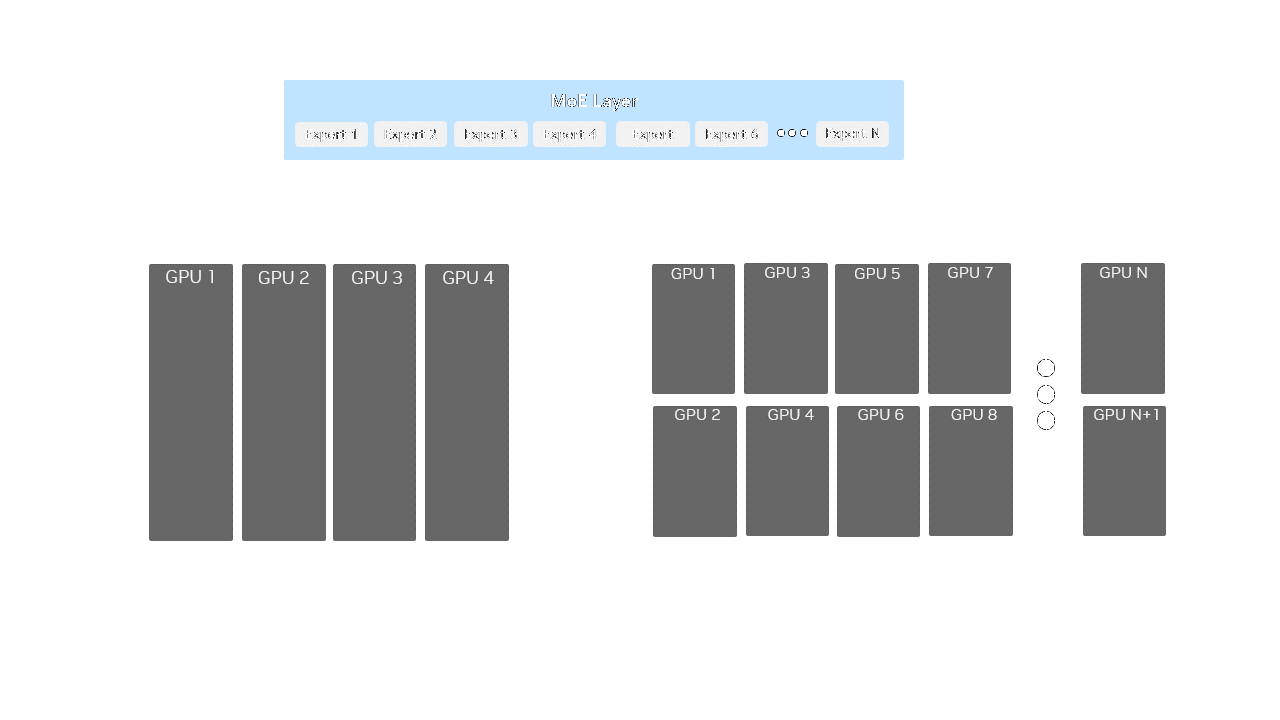 MoE Layer
Expert 1 Expert 2 Expert 3 Expert 4 Expert Expert 6 Expert N
GPU 1 GPU 2 GPU 3 GPU 4
GPU 1 GPU 3 GPU 5 GPU 7 GPU N
GPU 2 GPU 4 GPU 6 GPU 8 GPU N+1